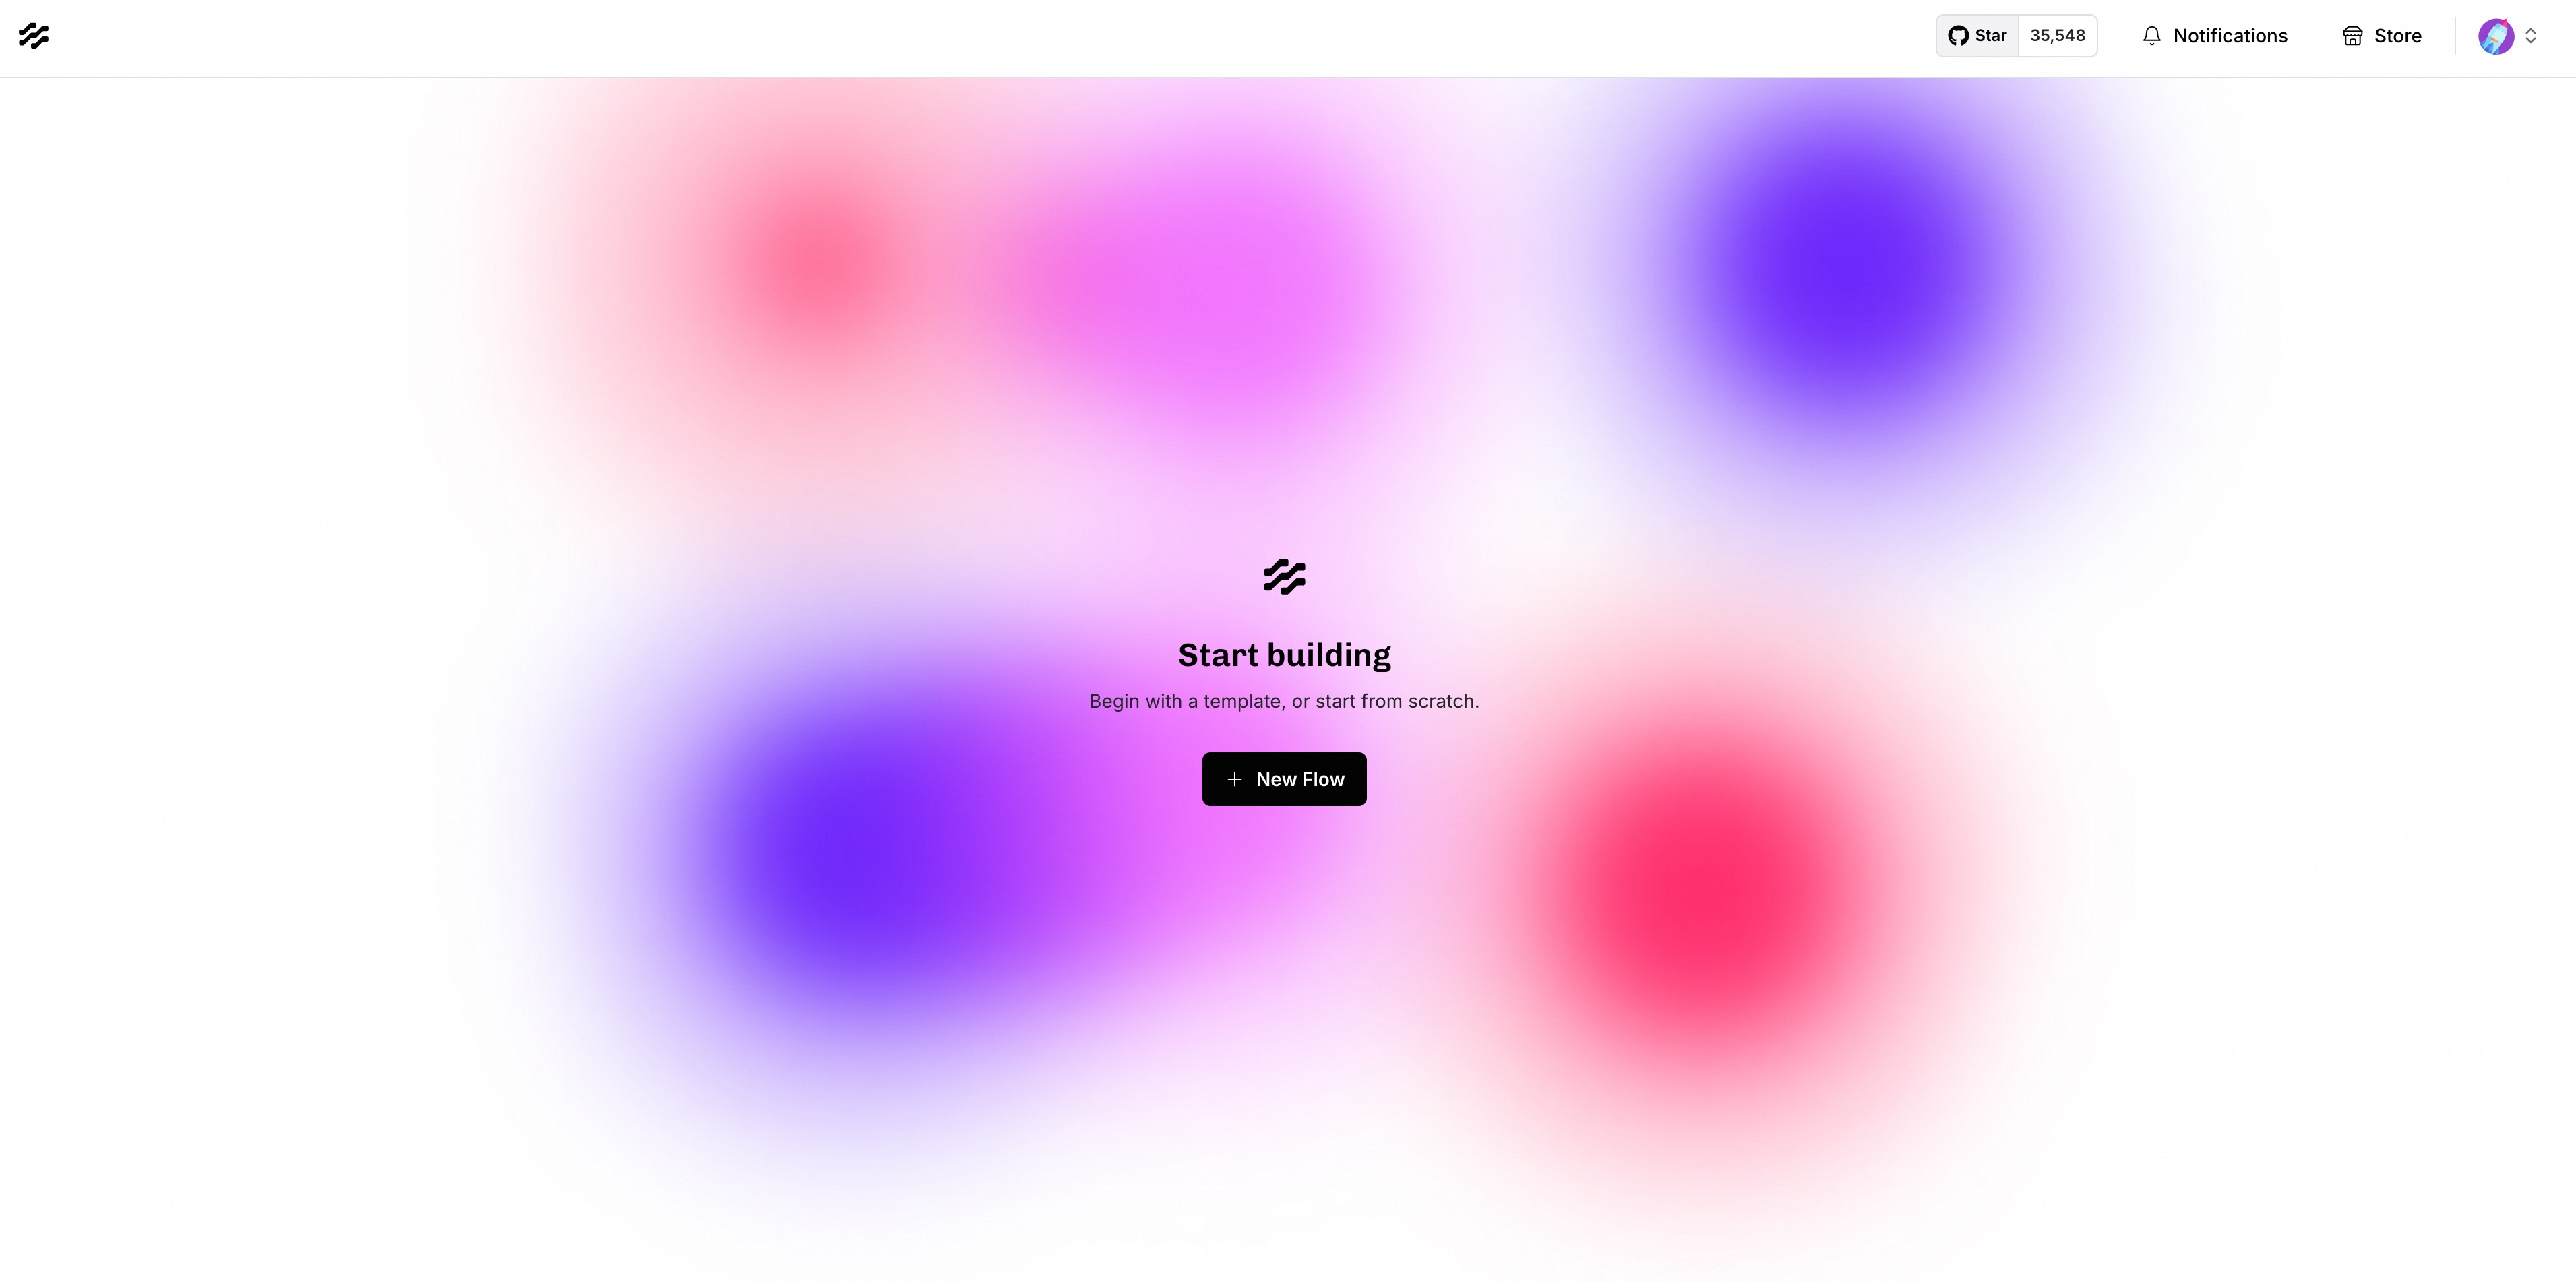 Star 35,548 Notifications Store
Start building
Begin with a template, or start from scratch.
New Flow